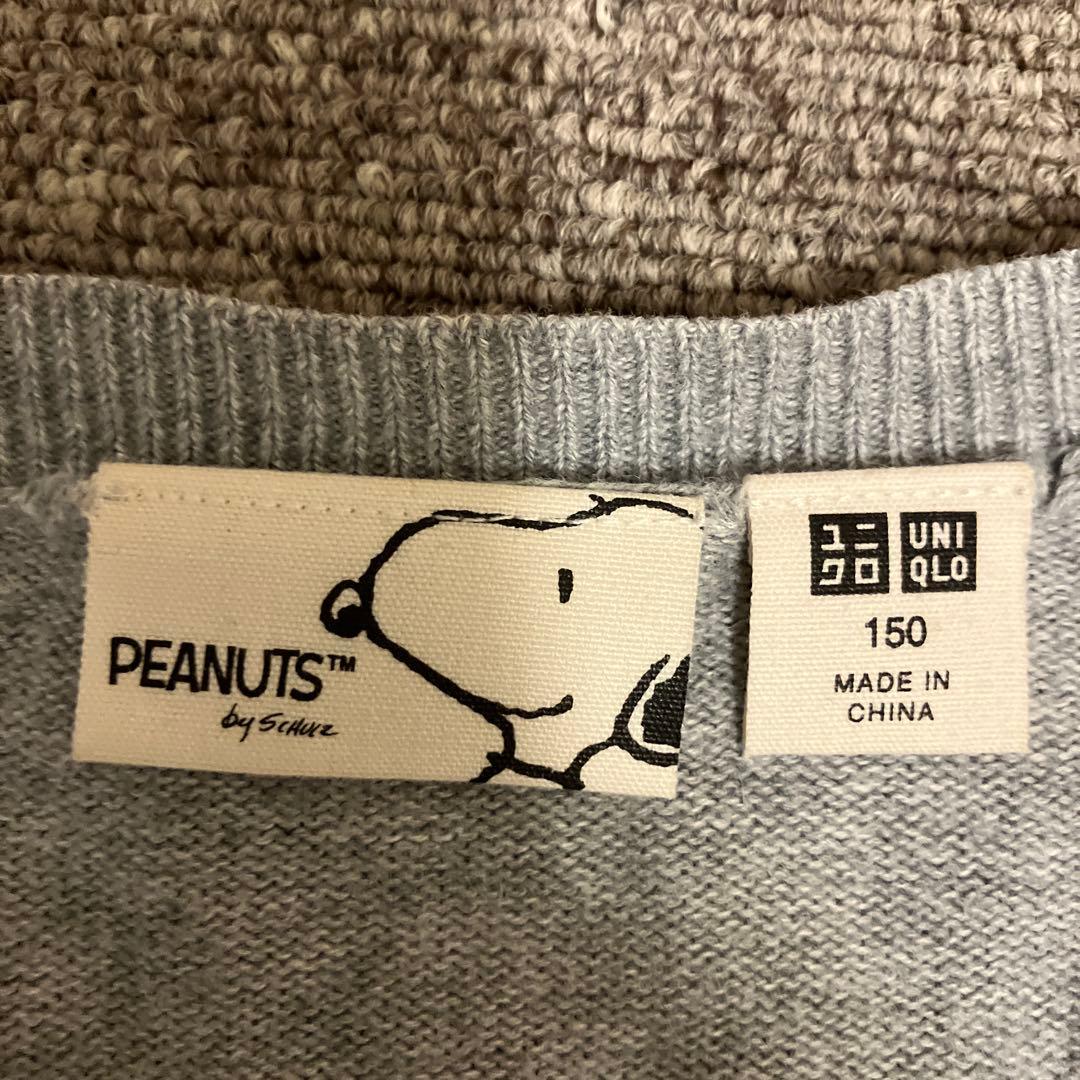 PEANUTS™
by SCHULZ
ユニ
クロ
UNI
QLO
150
MADE IN
CHINA